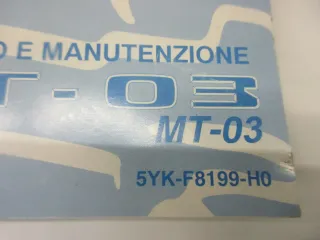 O E MANUTENZIONE
T-03
MT-03
5YK-F8199-H0